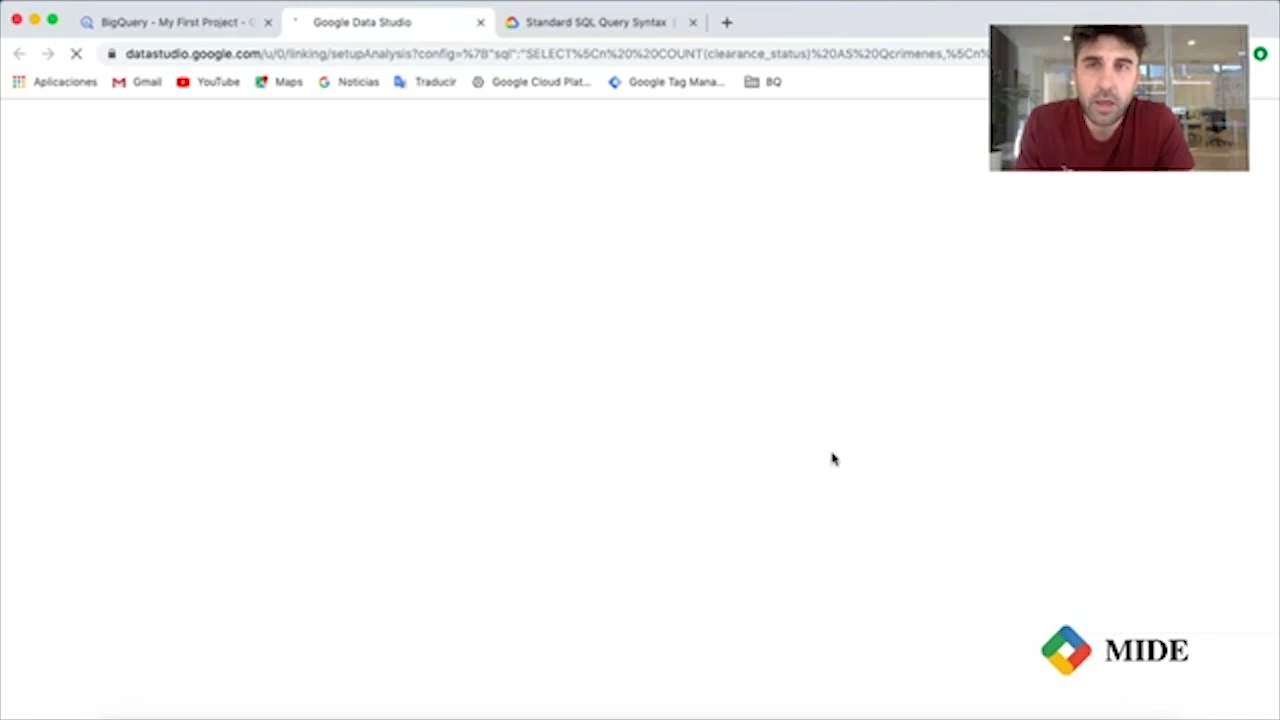 BigQuery - My First Project -
Google Data Studio
Standard SQL Query Syntax
datastudio.google.com/u/0/linking/setupAnalysis?config=%7B"sql":"SELECT%5Cn%20%20COUNT(clearance_status)%20AS%20Qcrimenes,%5Cn%
Aplicaciones
Gmail
YouTube
Maps
Noticias
Traducir
Google Cloud Plat...
Google Tag Mana...
BQ
MIDE